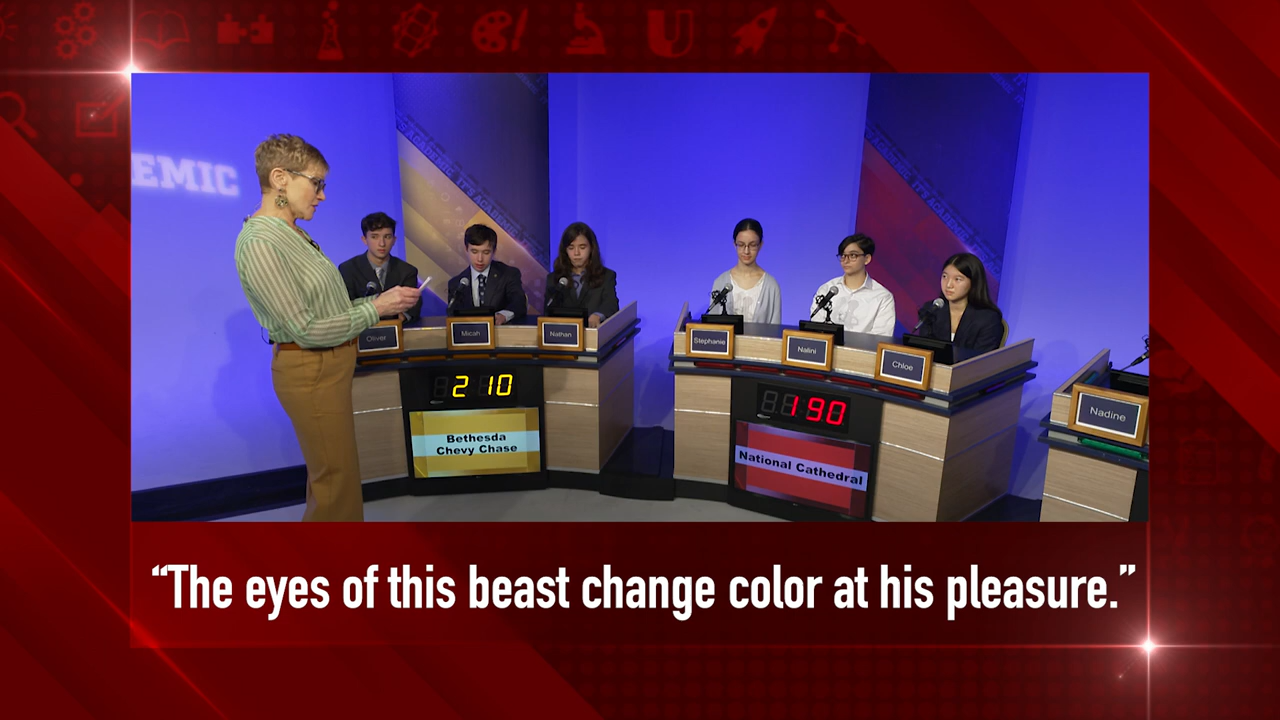 EMIC
Oliver
Micah
Nathan
Stephanie
Nalini
Chloe
Nadine
210
190
Bethesda
Chevy Chase
National Cathedral
“The eyes of this beast change color at his pleasure.”